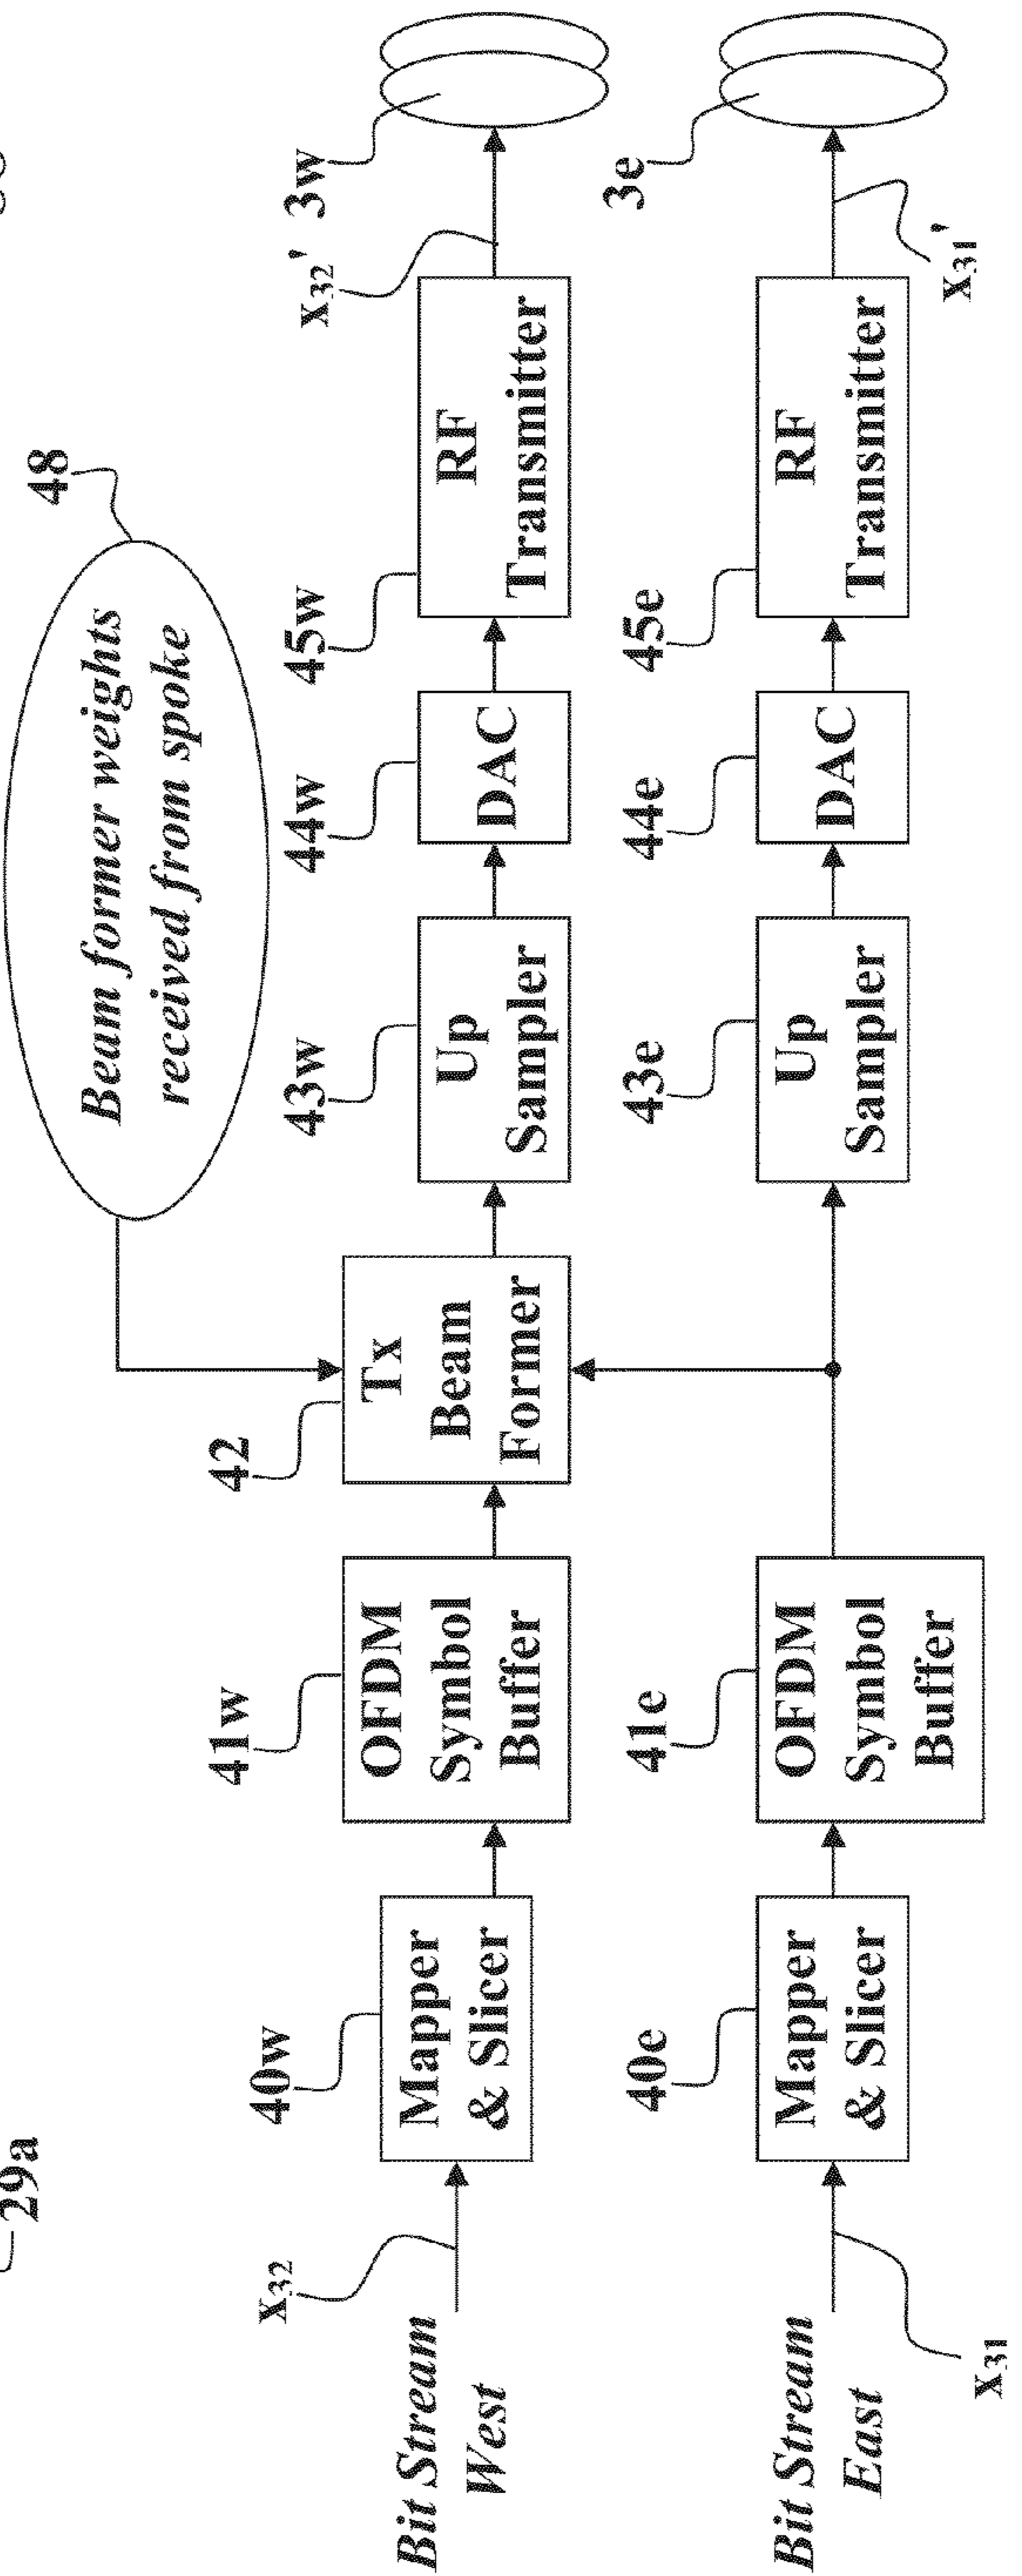 29a
48
Beam former weights
received from spoke
Bit Stream
West
x32
40w
Mapper
& Slicer
41w
OFDM
Symbol
Buffer
42
Tx
Beam
Former
43w
Up
Sampler
44w
DAC
45w
RF
Transmitter
x32'
3w
Bit Stream
East
x31
40e
Mapper
& Slicer
41e
OFDM
Symbol
Buffer
43e
Up
Sampler
44e
DAC
45e
RF
Transmitter
x31'
3e